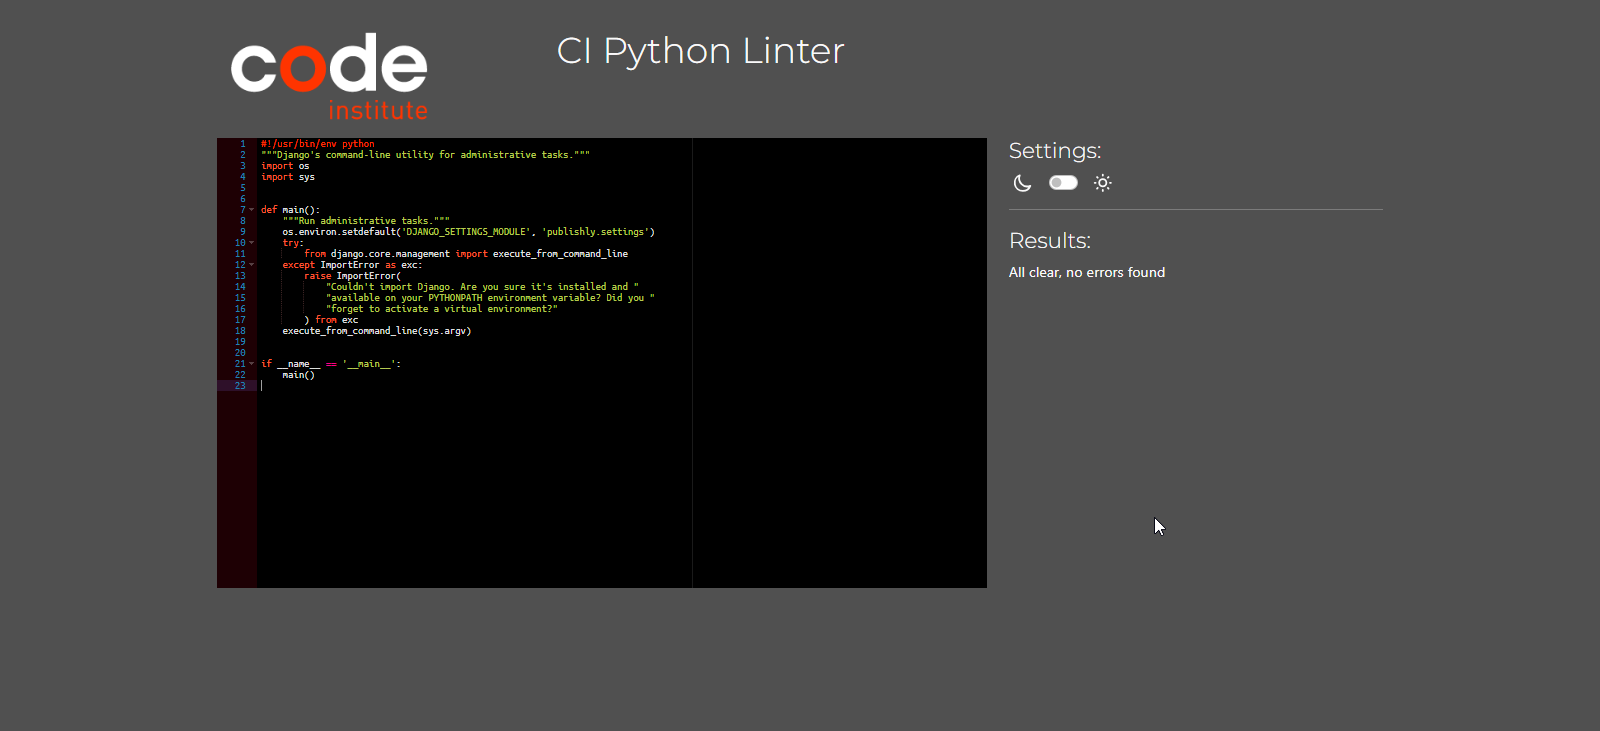 code
institute
CI Python Linter
1 #!/usr/bin/env python
2 """Django's command-line utility for administrative tasks."""
3 import os
4 import sys
5
6
7 def main():
8     """Run administrative tasks."""
9     os.environ.setdefault('DJANGO_SETTINGS_MODULE', 'publishly.settings')
10     try:
11         from django.core.management import execute_from_command_line
12     except ImportError as exc:
13         raise ImportError(
14             "Couldn't import Django. Are you sure it's installed and "
15             "available on your PYTHONPATH environment variable? Did you "
16             "forget to activate a virtual environment?"
17         ) from exc
18     execute_from_command_line(sys.argv)
19
20
21 if __name__ == '__main__':
22     main()
23
Settings:
Results:
All clear, no errors found